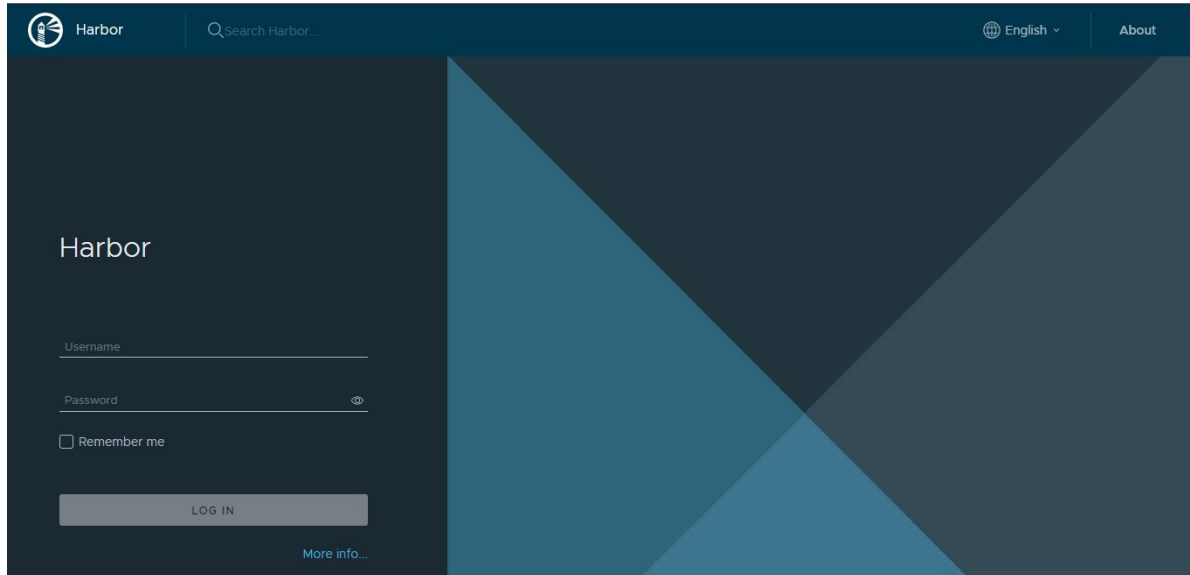 Harbor
Search Harbor...
English
About
Harbor
Username
Password
Remember me
LOG IN
More info...